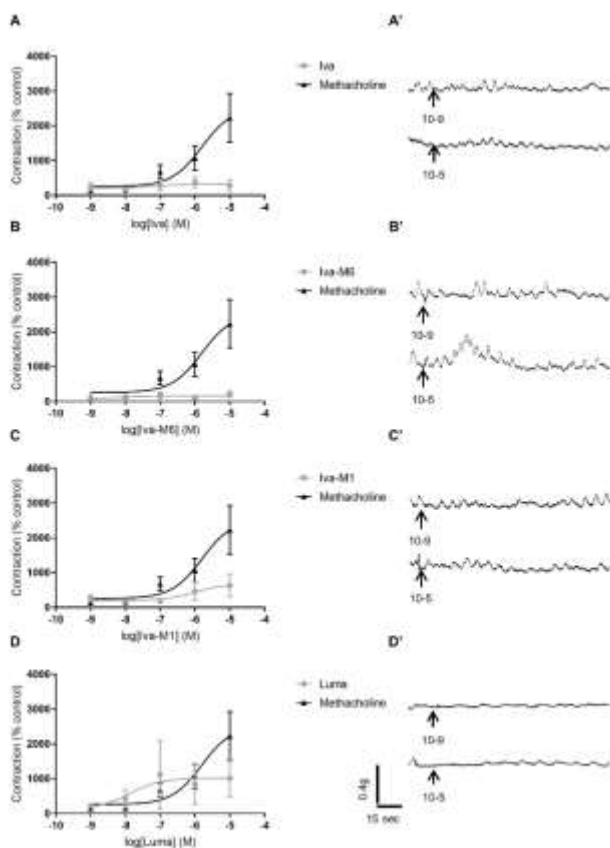 A
A'
Contraction (% control)
4000
3000
2000
1000
0
-10 -9 -8 -7 -6 -5 -4
log[Iva] (M)
Iva
Methacholine
10-9
10-5
B
B'
Contraction (% control)
4000
3000
2000
1000
0
-10 -9 -8 -7 -6 -5 -4
log[Iva-M6] (M)
Iva-M6
Methacholine
10-9
10-5
C
C'
Contraction (% control)
4000
3000
2000
1000
0
-10 -9 -8 -7 -6 -5 -4
log[Iva-M1] (M)
Iva-M1
Methacholine
10-9
10-5
D
D'
Contraction (% control)
4000
3000
2000
1000
0
-10 -9 -8 -7 -6 -5 -4
log[Luma] (M)
Luma
Methacholine
10-9
10-5
0.4g
15 sec